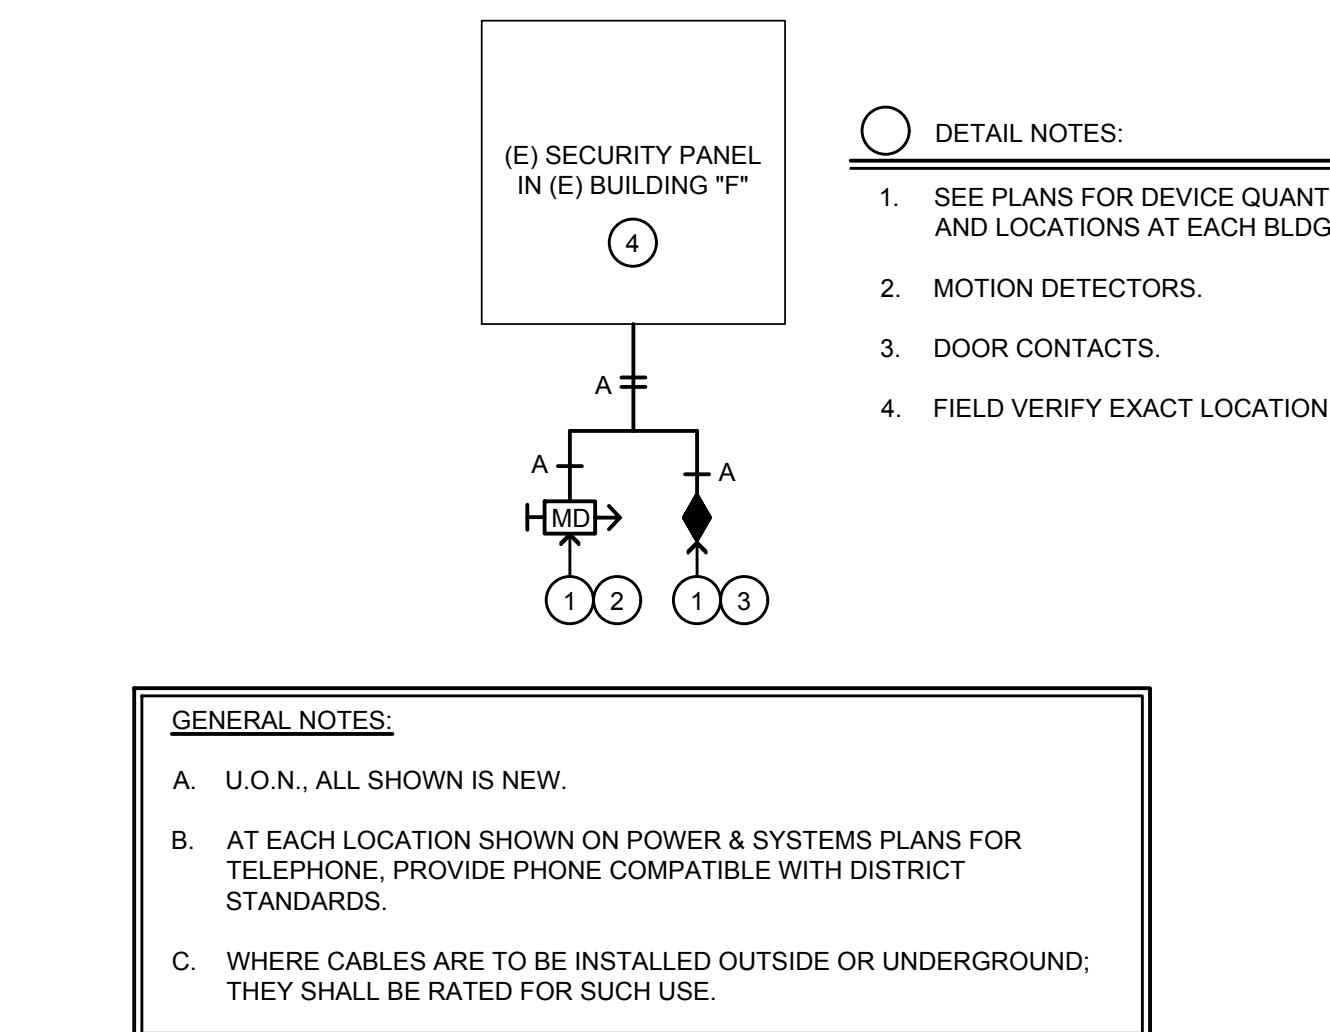 (E) SECURITY PANEL
IN (E) BUILDING "F"
4
A
A
A
MD
1 2 1 3
DETAIL NOTES:
1. SEE PLANS FOR DEVICE QUANT
AND LOCATIONS AT EACH BLDG
2. MOTION DETECTORS.
3. DOOR CONTACTS.
4. FIELD VERIFY EXACT LOCATION
GENERAL NOTES:
A. U.O.N., ALL SHOWN IS NEW.
B. AT EACH LOCATION SHOWN ON POWER & SYSTEMS PLANS FOR
TELEPHONE, PROVIDE PHONE COMPATIBLE WITH DISTRICT
STANDARDS.
C. WHERE CABLES ARE TO BE INSTALLED OUTSIDE OR UNDERGROUND;
THEY SHALL BE RATED FOR SUCH USE.